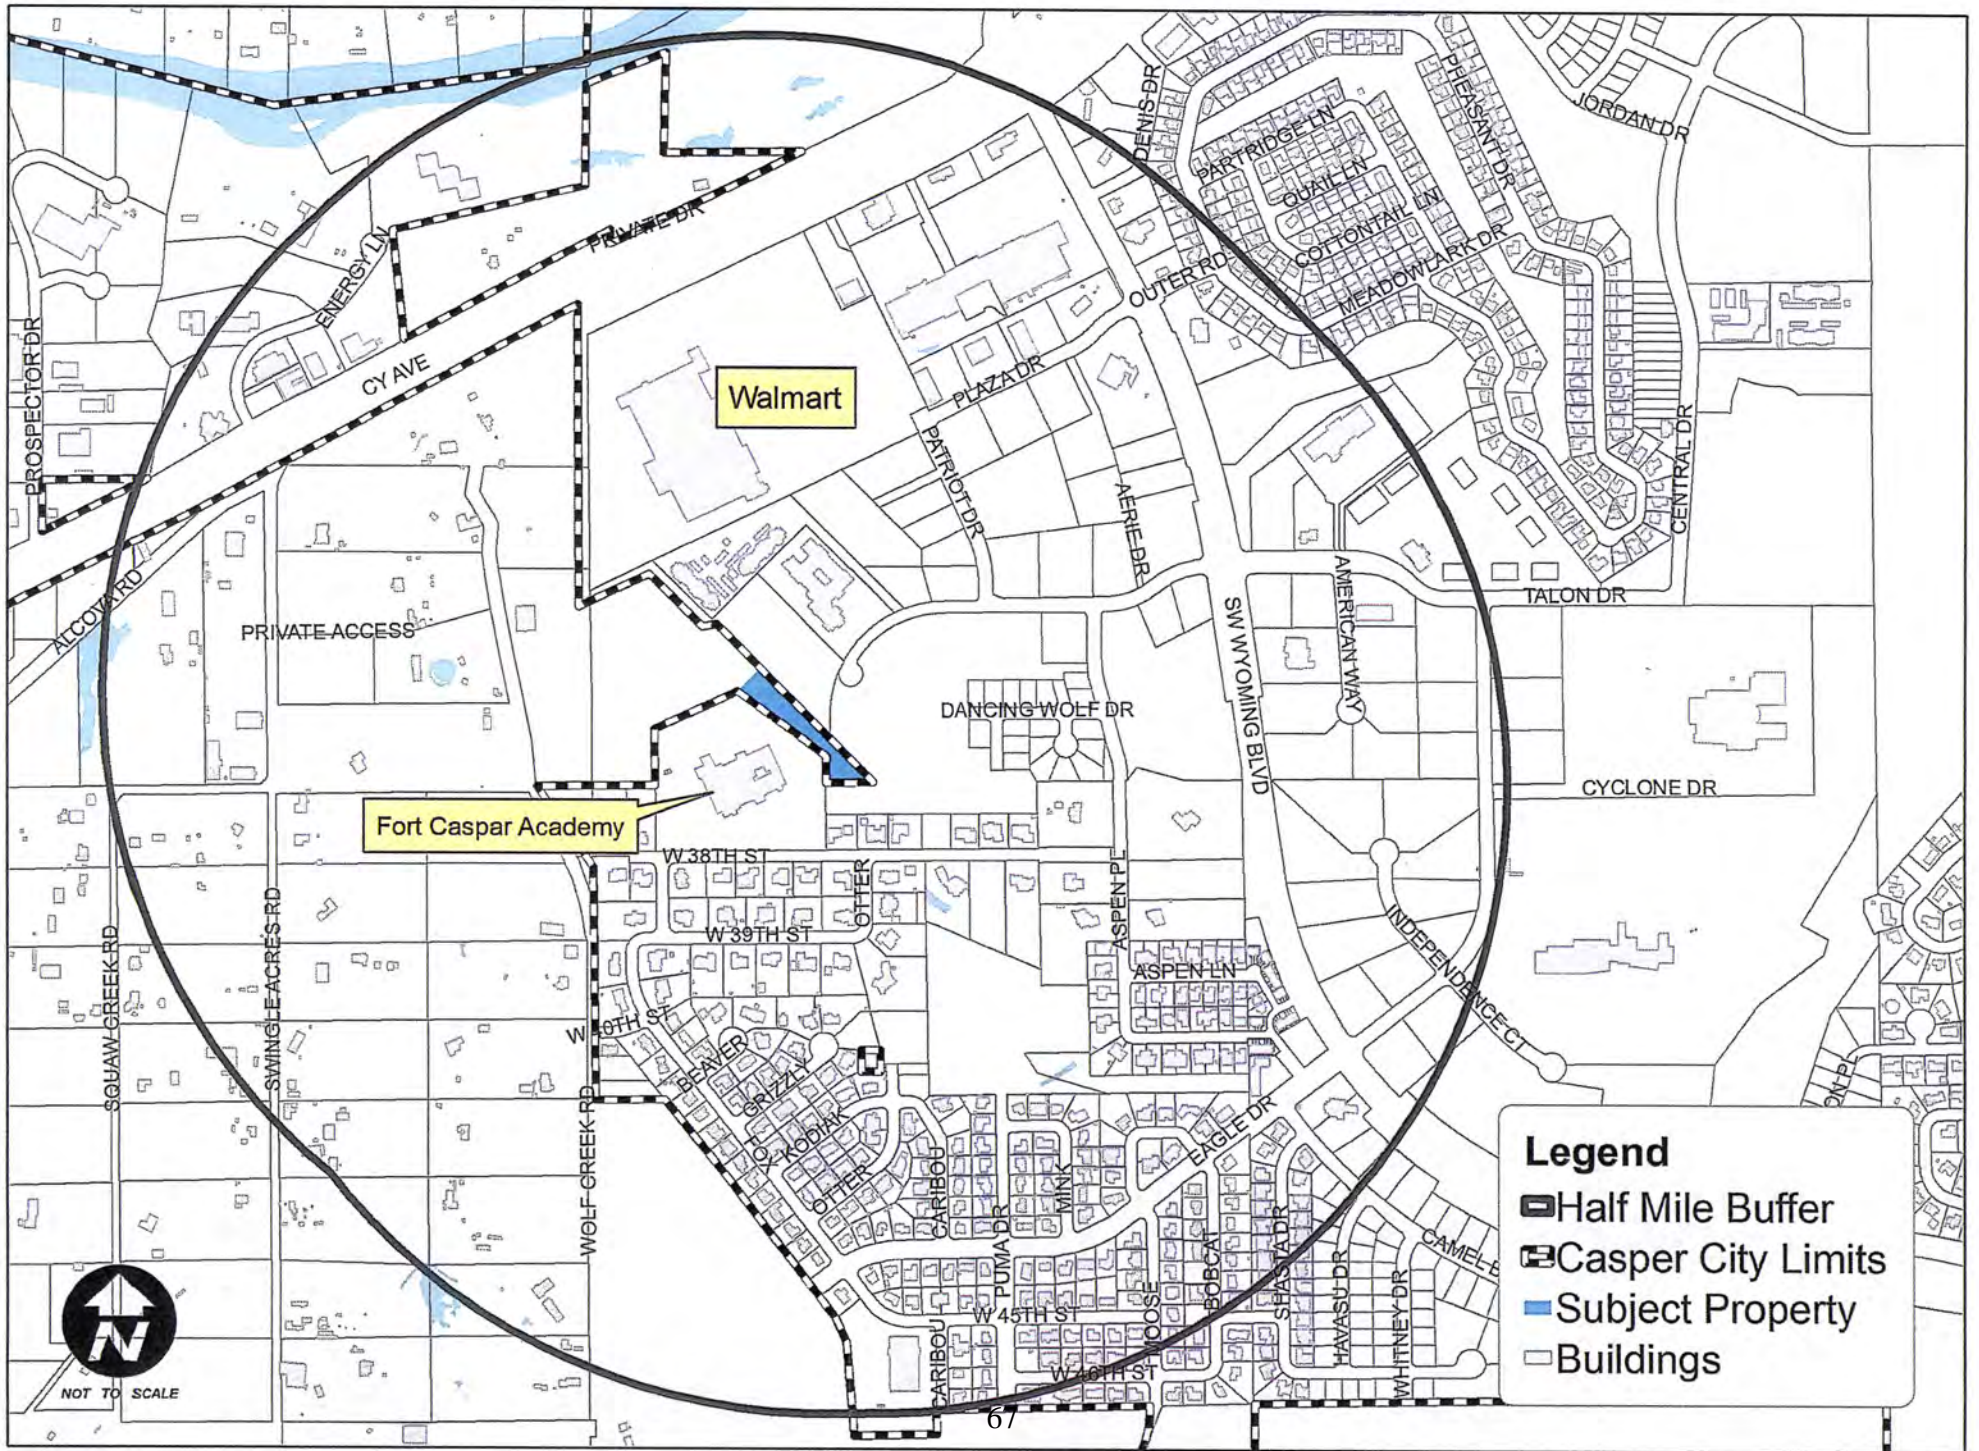 DENIS DR
PHEASANT DR
JORDAN DR
PARTRIDGE LN
QUAIL LN
COTTONTAIL LN
MEADOWLARK DR
PRIVATE DR
ENERGY LN
OUTER RD
PROSPECTOR DR
CY AVE
Walmart
PLAZA DR
PATRIOT DR
AERIE DR
CENTRAL DR
ALCOVA RD
PRIVATE ACCESS
AMERICAN WAY
TALON DR
SW WYOMING BLVD
DANCING WOLF DR
CYCLONE DR
Fort Caspar Academy
W 38TH ST
OTTER
ASPEN PL
W 39TH ST
INDEPENDENCE CT
ASPEN LN
SQUAW CREEK RD
SWINGLE ACRES RD
W 40TH ST
BEAVER
GRIZZLY
WOLF CREEK RD
FOX
KODIAK
OTTER
CARIBOU
MINK
EAGLE DR
ON PL
PUMA DR
BOBCAT
SHASTA DR
CAMEL B
HAVASU DR
WHITNEY DR
MOOSE
W 45TH ST
CARIBOU
W 46TH ST
Legend
Half Mile Buffer
Casper City Limits
Subject Property
Buildings
N
NOT TO SCALE
67